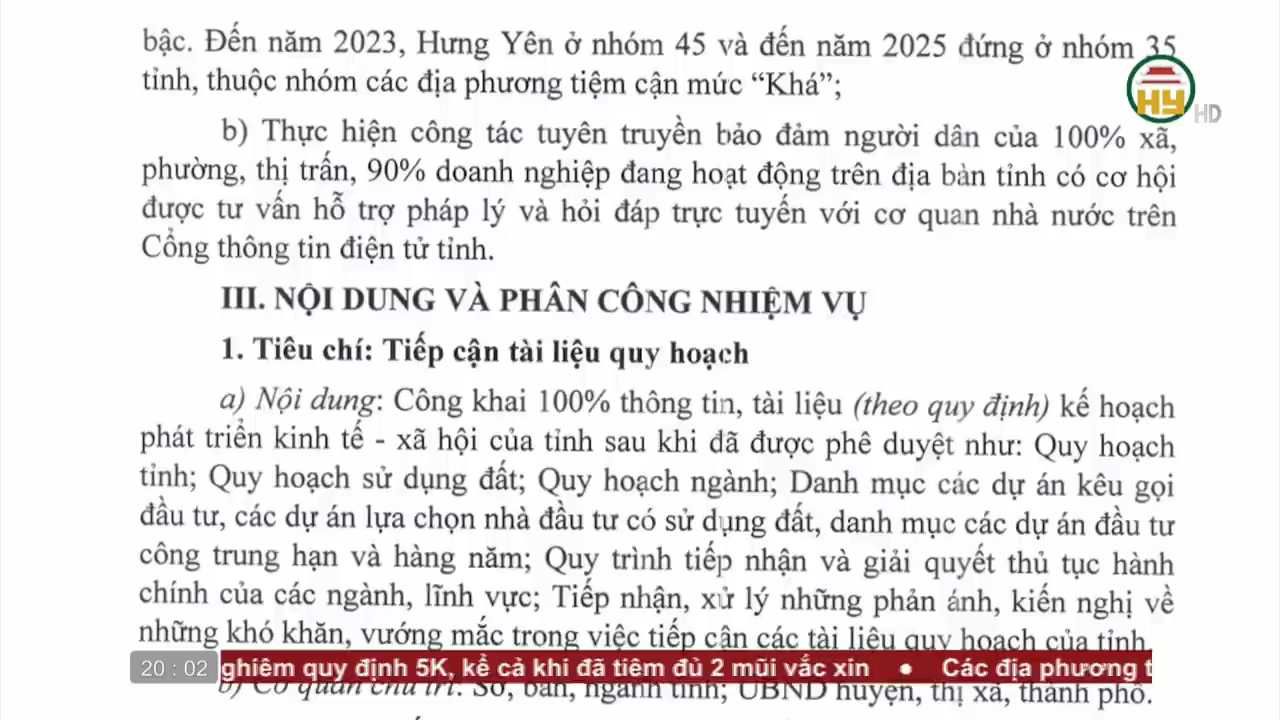 bậc. Đến năm 2023, Hưng Yên ở nhóm 45 và đến năm 2025 đứng ở nhóm 35
tỉnh, thuộc nhóm các địa phương tiệm cận mức “Khá”;
HY HD
b) Thực hiện công tác tuyên truyền bảo đảm người dân của 100% xã,
phường, thị trấn, 90% doanh nghiệp đang hoạt động trên địa bàn tỉnh có cơ hội
được tư vấn hỗ trợ pháp lý và hỏi đáp trực tuyến với cơ quan nhà nước trên
Cổng thông tin điện tử tỉnh.
III. NỘI DUNG VÀ PHÂN CÔNG NHIỆM VỤ
1. Tiêu chí: Tiếp cận tài liệu quy hoạch
a) Nội dung: Công khai 100% thông tin, tài liệu (theo quy định) kế hoạch
phát triển kinh tế - xã hội của tỉnh sau khi đã được phê duyệt như: Quy hoạch
tỉnh; Quy hoạch sử dụng đất; Quy hoạch ngành; Danh mục các dự án kêu gọi
đầu tư, các dự án lựa chọn nhà đầu tư có sử dụng đất, danh mục các dự án đầu tư
công trung hạn và hàng năm; Quy trình tiếp nhận và giải quyết thủ tục hành
chính của các ngành, lĩnh vực; Tiếp nhận, xử lý những phản ánh, kiến nghị về
những khó khăn, vướng mắc trong việc tiếp cận các tài liệu quy hoạch của tỉnh.
20 : 02 ghiêm quy định 5K, kể cả khi đã tiêm đủ 2 mũi vắc xin ● Các địa phương t
b) Cơ quan chủ trì: Sở, ban, ngành tỉnh; UBND huyện, thị xã, thành phố.